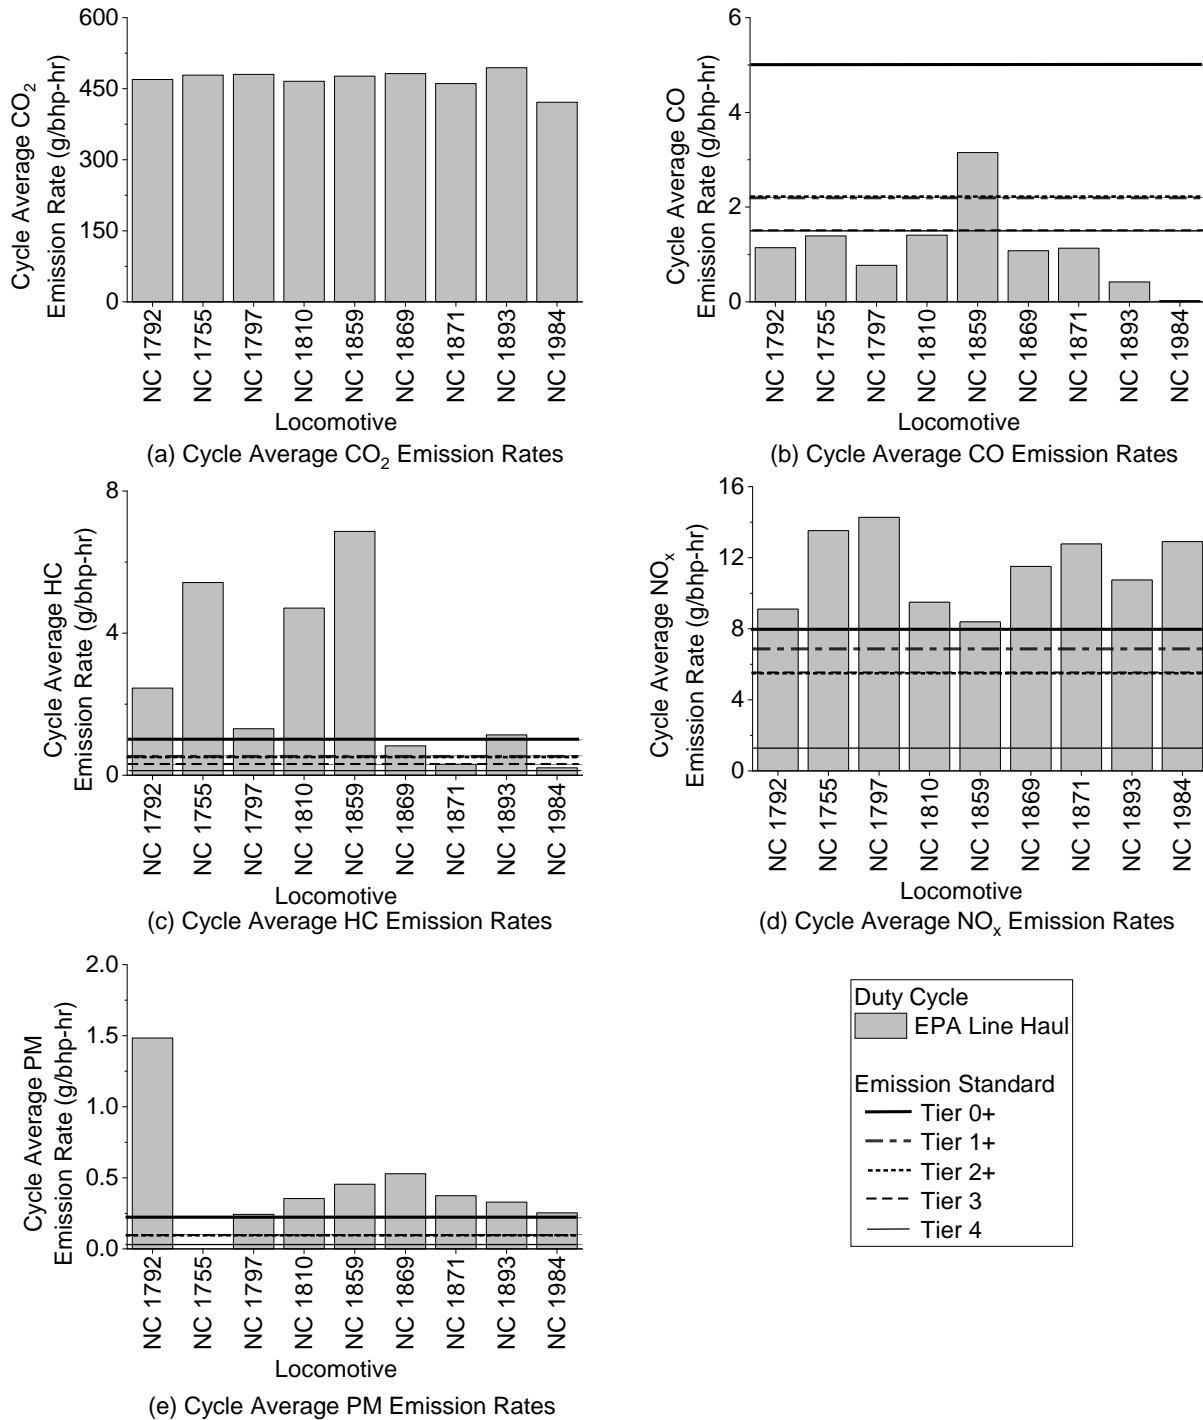 600
450
300
150
0
Cycle Average CO2
Emission Rate (g/bhp-hr)
NC 1792
NC 1755
NC 1797
NC 1810
NC 1859
NC 1869
NC 1871
NC 1893
NC 1984
Locomotive
(a) Cycle Average CO2 Emission Rates
6
4
2
0
Cycle Average CO
Emission Rate (g/bhp-hr)
NC 1792
NC 1755
NC 1797
NC 1810
NC 1859
NC 1869
NC 1871
NC 1893
NC 1984
Locomotive
(b) Cycle Average CO Emission Rates
8
4
0
Cycle Average HC
Emission Rate (g/bhp-hr)
NC 1792
NC 1755
NC 1797
NC 1810
NC 1859
NC 1869
NC 1871
NC 1893
NC 1984
Locomotive
(c) Cycle Average HC Emission Rates
16
12
8
4
0
Cycle Average NOx
Emission Rate (g/bhp-hr)
NC 1792
NC 1755
NC 1797
NC 1810
NC 1859
NC 1869
NC 1871
NC 1893
NC 1984
Locomotive
(d) Cycle Average NOx Emission Rates
2.0
1.5
1.0
0.5
0.0
Cycle Average PM
Emission Rate (g/bhp-hr)
NC 1792
NC 1755
NC 1797
NC 1810
NC 1859
NC 1869
NC 1871
NC 1893
NC 1984
Locomotive
(e) Cycle Average PM Emission Rates
Duty Cycle
EPA Line Haul
Emission Standard
Tier 0+
Tier 1+
Tier 2+
Tier 3
Tier 4